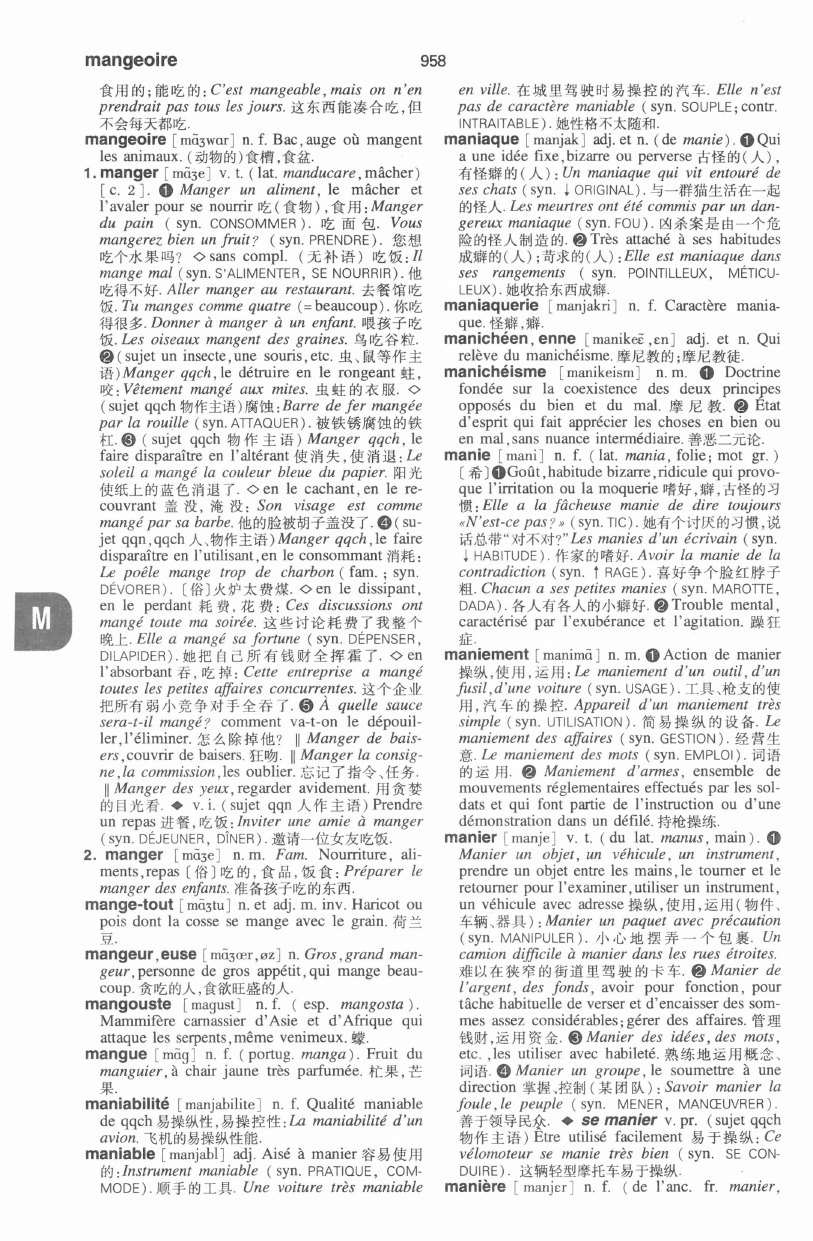 mangeoire
958
食用的;能吃的:C'est mangeable, mais on n'en
prendrait pas tous les jours. 这东西能凑合吃,但
不会每天都吃.
mangeoire [mɑ̃ʒwɑr] n. f. Bac, auge où mangent
les animaux. (动物的)食槽,食盆.
1. manger [mɑ̃ʒe] v. t. (lat. manducare, mâcher)
[c. 2]. ❶ Manger un aliment, le mâcher et
l'avaler pour se nourrir 吃(食物),食用:Manger
du pain ( syn. CONSOMMER ). 吃面包. Vous
mangerez bien un fruit? (syn. PRENDRE). 您想
吃个水果吗? ◇ sans compl. (无补语) 吃饭:Il
mange mal (syn. S'ALIMENTER, SE NOURRIR). 他
吃得不好. Aller manger au restaurant. 去餐馆吃
饭. Tu manges comme quatre (= beaucoup). 你吃
得很多. Donner à manger à un enfant. 喂孩子吃
饭. Les oiseaux mangent des graines. 鸟吃谷粒.
❷ (sujet un insecte, une souris, etc. 虫、鼠等作主
语) Manger qqch, le détruire en le rongeant 蛀,
咬:Vêtement mangé aux mites. 虫蛀的衣服. ◇
(sujet qqch 物作主语) 腐蚀:Barre de fer mangée
par la rouille (syn. ATTAQUER). 被铁锈腐蚀的铁
杠. ❸ ( sujet qqch 物作主语) Manger qqch, le
faire disparaître en l'altérant 使消失,使消退:Le
soleil a mangé la couleur bleue du papier. 阳光
使纸上的蓝色消退了. ◇ en le cachant, en le re-
couvrant 盖没, 淹没: Son visage est comme
mangé par sa barbe. 他的脸被胡子盖没了. ❹ (su-
jet qqn, qqch 人、物作主语) Manger qqch, le faire
disparaître en l'utilisant, en le consommant 消耗:
Le poêle mange trop de charbon ( fam. ; syn.
DÉVORER). [俗]火炉太费煤. ◇ en le dissipant,
en le perdant 耗费, 花费: Ces discussions ont
mangé toute ma soirée. 这些讨论耗费了我整个
晚上. Elle a mangé sa fortune ( syn. DÉPENSER,
DILAPIDER). 她把自己所有钱财全挥霍了. ◇ en
l'absorbant 吞,吃掉: Cette entreprise a mangé
toutes les petites affaires concurrentes. 这个企业
把所有弱小竞争对手全吞了. ❺ À quelle sauce
sera-t-il mangé? comment va-t-on le dépouil-
ler, l'éliminer. 怎么除掉他? ‖ Manger de bais-
ers, couvrir de baisers. 狂吻. ‖ Manger la consig-
ne, la commission, les oublier. 忘记了指令、任务.
‖ Manger des yeux, regarder avidement. 用贪婪
的目光看. ◆ v. i. (sujet qqn 人作主语) Prendre
un repas 进餐,吃饭:Inviter une amie à manger
(syn. DÉJEUNER, DÎNER). 邀请一位女友吃饭.
2. manger [mɑ̃ʒe] n. m. Fam. Nourriture, ali-
ments, repas [俗] 吃的, 食品, 饭食: Préparer le
manger des enfants. 准备孩子吃的东西.
mange-tout [mɑ̃ʒtu] n. et adj. m. inv. Haricot ou
pois dont la cosse se mange avec le grain. 荷兰
豆.
mangeur, euse [mɑ̃ʒœr, øz] n. Gros, grand man-
geur, personne de gros appétit, qui mange beau-
coup. 贪吃的人,食欲旺盛的人.
mangouste [mɑgust] n. f. ( esp. mangosta ).
Mammifère carnassier d'Asie et d'Afrique qui
attaque les serpents, même venimeux. 獴.
mangue [mɑ̃g] n. f. (portug. manga). Fruit du
manguier, à chair jaune très parfumée. 杧果,芒
果.
maniabilité [manjabilite] n. f. Qualité maniable
de qqch 易操纵性,易操控性:La maniabilité d'un
avion. 飞机的易操纵性能.
maniable [manjabl] adj. Aisé à manier 容易使用
的:Instrument maniable ( syn. PRATIQUE, COM-
MODE). 顺手的工具. Une voiture très maniable
M
en ville. 在城里驾驶时易操控的汽车. Elle n'est
pas de caractère maniable (syn. SOUPLE; contr.
INTRAITABLE). 她性格不太随和.
maniaque [manjak] adj. et n. (de manie). ❶ Qui
a une idée fixe, bizarre ou perverse 古怪的(人),
有怪癖的(人):Un maniaque qui vit entouré de
ses chats (syn. ↓ ORIGINAL). 与一群猫生活在一起
的怪人. Les meurtres ont été commis par un dan-
gereux maniaque (syn. FOU). 凶杀案是由一个危
险的怪人制造的. ❷ Très attaché à ses habitudes
成癖的(人);苛求的(人):Elle est maniaque dans
ses rangements ( syn. POINTILLEUX, MÉTICU-
LEUX). 她收拾东西成癖.
maniaquerie [manjakri] n. f. Caractère mania-
que. 怪癖,癖.
manichéen, enne [manikeɛ̃, ɛn] adj. et n. Qui
relève du manichéisme. 摩尼教的;摩尼教徒.
manichéisme [manikeism] n. m. ❶ Doctrine
fondée sur la coexistence des deux principes
opposés du bien et du mal. 摩尼教. ❷ État
d'esprit qui fait apprécier les choses en bien ou
en mal, sans nuance intermédiaire. 善恶二元论.
manie [mani] n. f. ( lat. mania, folie; mot gr. )
[希] ❶ Goût, habitude bizarre, ridicule qui provo-
que l'irritation ou la moquerie 嗜好,癖,古怪的习
惯:Elle a la fâcheuse manie de dire toujours
«N'est-ce pas?» (syn. TIC). 她有个讨厌的习惯,说
话总带“对不对?” Les manies d'un écrivain (syn.
↓ HABITUDE). 作家的嗜好. Avoir la manie de la
contradiction (syn. ↑ RAGE). 喜好争个脸红脖子
粗. Chacun a ses petites manies (syn. MAROTTE,
DADA). 各人有各人的小癖好. ❷ Trouble mental,
caractérisé par l'exubérance et l'agitation. 躁狂
症.
maniement [manimɑ̃] n. m. ❶ Action de manier
操纵,使用,运用:Le maniement d'un outil, d'un
fusil, d'une voiture (syn. USAGE). 工具、枪支的使
用,汽车的操控. Appareil d'un maniement très
simple (syn. UTILISATION). 简易操纵的设备. Le
maniement des affaires (syn. GESTION). 经营生
意. Le maniement des mots (syn. EMPLOI). 词语
的运用. ❷ Maniement d'armes, ensemble de
mouvements réglementaires effectués par les sol-
dats et qui font partie de l'instruction ou d'une
démonstration dans un défilé. 持枪操练.
manier [manje] v. t. (du lat. manus, main). ❶
Manier un objet, un véhicule, un instrument,
prendre un objet entre les mains, le tourner et le
retourner pour l'examiner, utiliser un instrument,
un véhicule avec adresse 操纵,使用,运用(物件、
车辆、器具):Manier un paquet avec précaution
(syn. MANIPULER). 小心地摆弄一个包裹. Un
camion difficile à manier dans les rues étroites.
难以在狭窄的街道里驾驶的卡车. ❷ Manier de
l'argent, des fonds, avoir pour fonction, pour
tâche habituelle de verser et d'encaisser des som-
mes assez considérables; gérer des affaires. 管理
钱财,运用资金. ❸ Manier des idées, des mots,
etc. , les utiliser avec habileté. 熟练地运用概念、
词语. ❹ Manier un groupe, le soumettre à une
direction 掌握、控制(某团队):Savoir manier la
foule, le peuple ( syn. MENER, MANŒUVRER).
善于领导民众. ◆ se manier v. pr. (sujet qqch
物作主语) Être utilisé facilement 易于操纵:Ce
vélomoteur se manie très bien ( syn. SE CON-
DUIRE). 这辆轻型摩托车易于操纵.
manière [manjɛr] n. f. ( de l'anc. fr. manier,